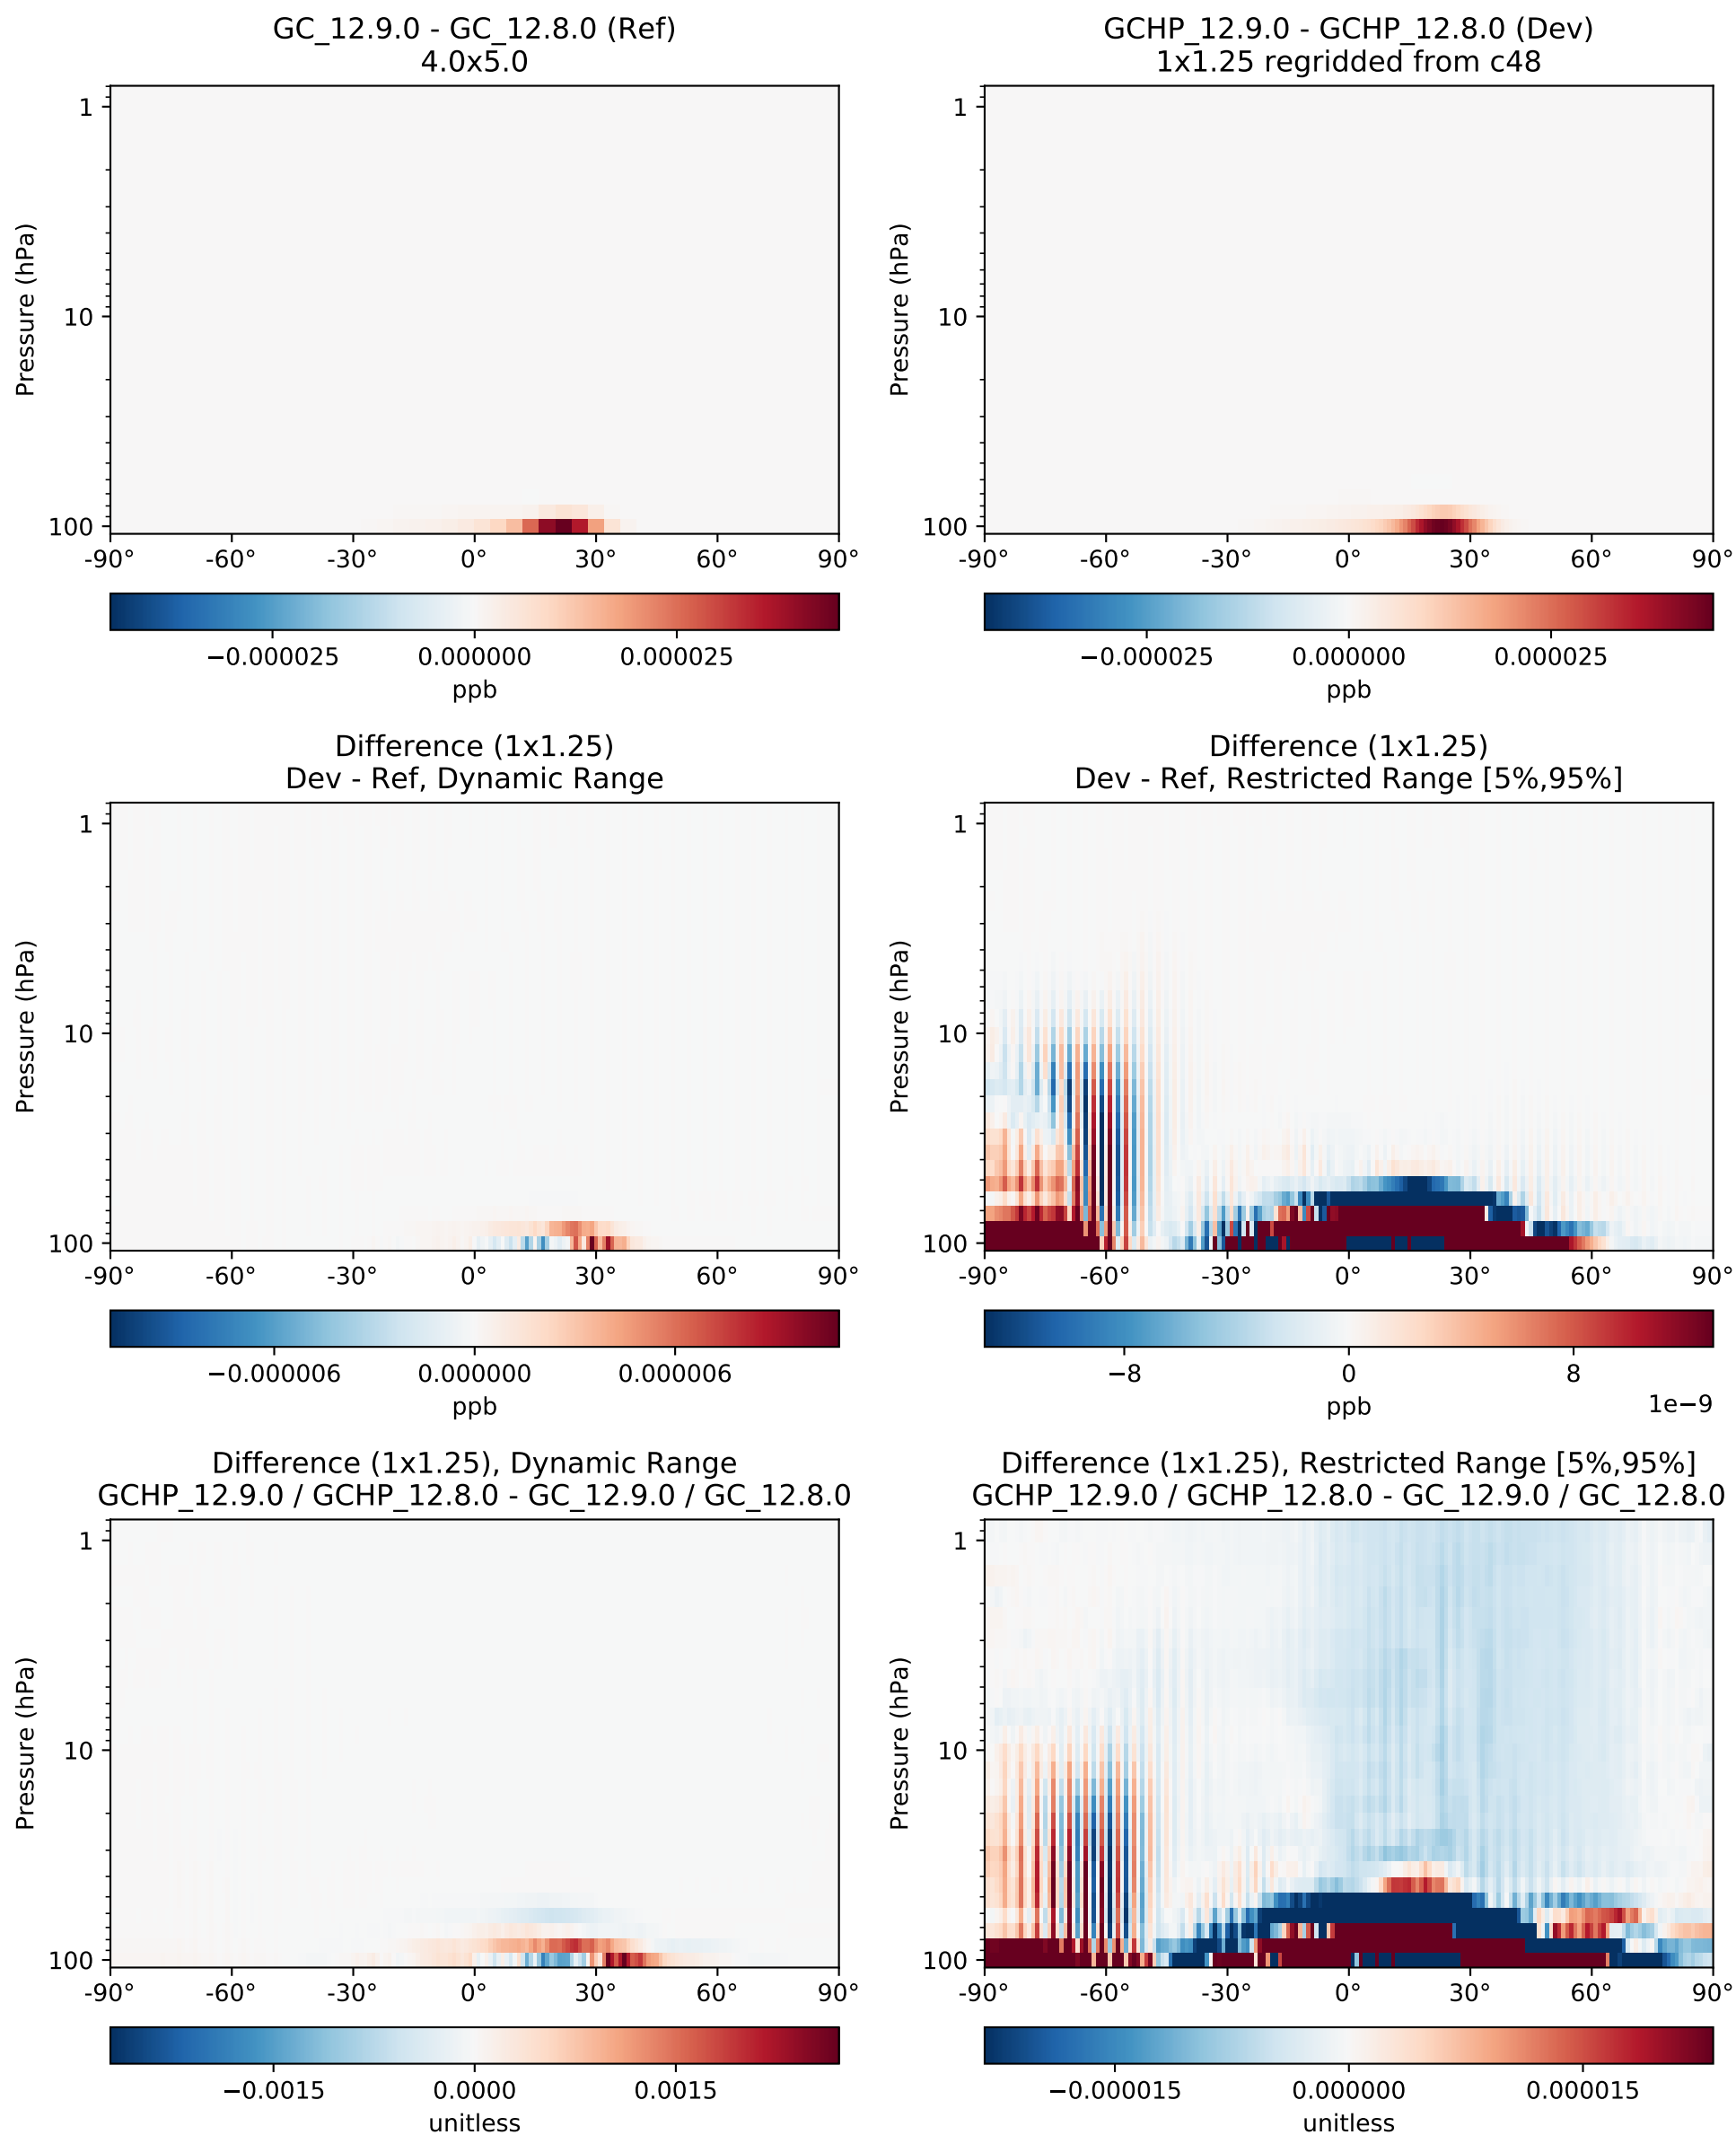 GC_12.9.0 - GC_12.8.0 (Ref)
4.0x5.0
Pressure (hPa)
1
10
100
-90° -60° -30° 0° 30° 60° 90°
−0.000025 0.000000 0.000025
ppb
GCHP_12.9.0 - GCHP_12.8.0 (Dev)
1x1.25 regridded from c48
Pressure (hPa)
1
10
100
-90° -60° -30° 0° 30° 60° 90°
−0.000025 0.000000 0.000025
ppb
Difference (1x1.25)
Dev - Ref, Dynamic Range
Pressure (hPa)
1
10
100
-90° -60° -30° 0° 30° 60° 90°
−0.000006 0.000000 0.000006
ppb
Difference (1x1.25)
Dev - Ref, Restricted Range [5%,95%]
Pressure (hPa)
1
10
100
-90° -60° -30° 0° 30° 60° 90°
−8 0 8
ppb
1e−9
Difference (1x1.25), Dynamic Range
GCHP_12.9.0 / GCHP_12.8.0 - GC_12.9.0 / GC_12.8.0
Pressure (hPa)
1
10
100
-90° -60° -30° 0° 30° 60° 90°
−0.0015 0.0000 0.0015
unitless
Difference (1x1.25), Restricted Range [5%,95%]
GCHP_12.9.0 / GCHP_12.8.0 - GC_12.9.0 / GC_12.8.0
Pressure (hPa)
1
10
100
-90° -60° -30° 0° 30° 60° 90°
−0.000015 0.000000 0.000015
unitless